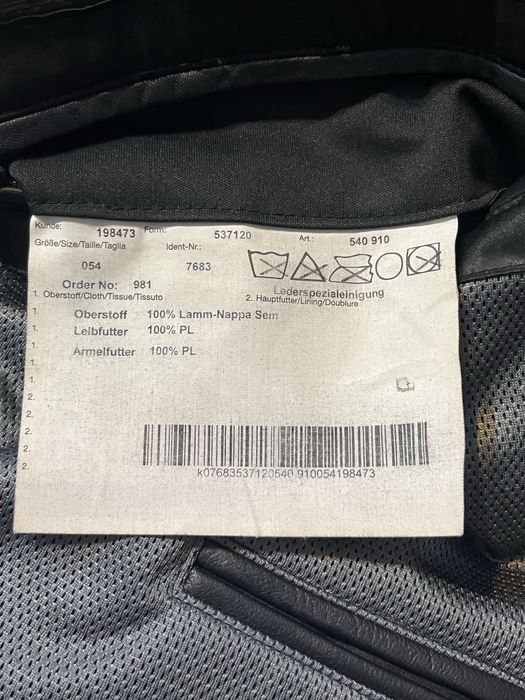 Kunde: 198473 Form: 537120 Art.: 540 910
Größe/Size/Taille/Taglia Ident-Nr.:
054 7683
Order No: 981 Lederspezialeinigung
1. Oberstoff/Cloth/Tissue/Tissuto 2. Hauptfutter/Lining/Doublure
1. Oberstoff 100% Lamm-Nappa Sem
1. Leibfutter 100% PL
1. Armelfutter 100% PL
1.
1.
1.
2.
2.
2.
2.
2.
K07683537120540 910054198473